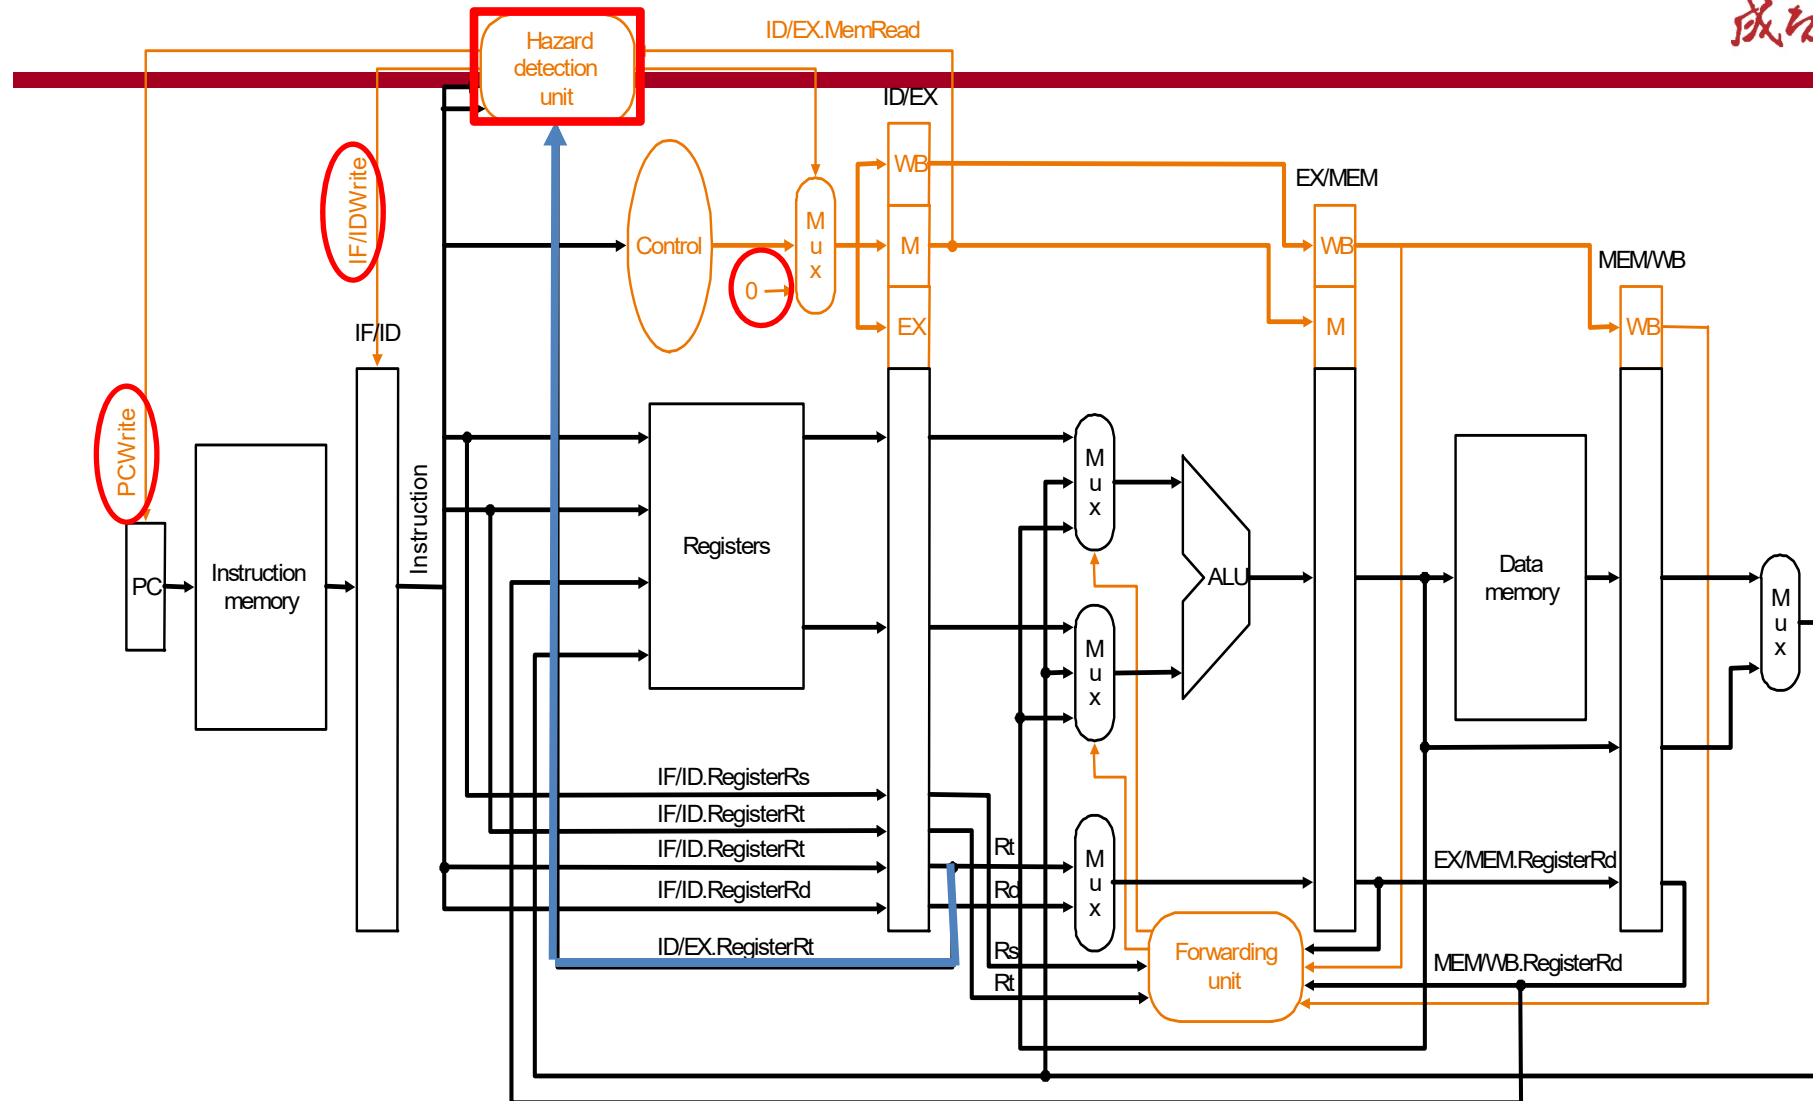 成功
Hazard
detection
unit
ID/EX.MemRead
ID/EX
IF/IDWrite
Control
0
M
u
x
WB
M
EX
EX/MEM
WB
M
MEM/WB
WB
IF/ID
PCWrite
PC
Instruction
memory
Instruction
Registers
M
u
x
M
u
x
ALU
Data
memory
M
u
x
IF/ID.RegisterRs
IF/ID.RegisterRt
IF/ID.RegisterRt
IF/ID.RegisterRd
ID/EX.RegisterRt
Rt
Rd
M
u
x
Rs
Rt
Forwarding
unit
EX/MEM.RegisterRd
MEM/WB.RegisterRd